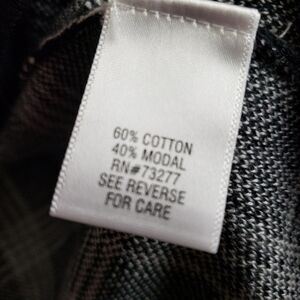 60% COTTON
40% MODAL
RN#73277
SEE REVERSE
FOR CARE